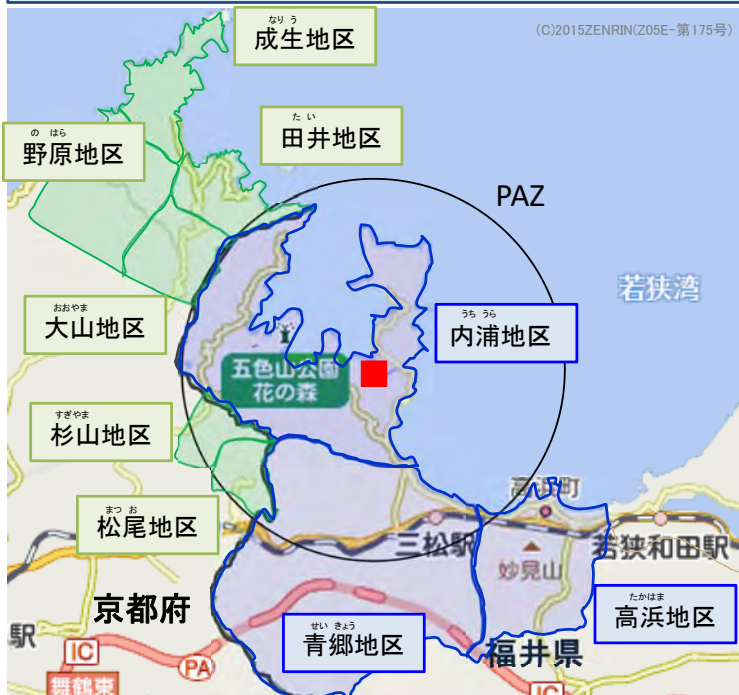 (C)2015ZENRIN(Z05E-第175号)
なり う
成生地区
た い
田井地区
の はら
野原地区
PAZ
若狭湾
おおやま
大山地区
うち うら
内浦地区
五色山公園
花の森
すぎやま
杉山地区
まつ お
松尾地区
高浜町
三松駅
若狭和田駅
妙見山
京都府
たかはま
高浜地区
せい きょう
青郷地区
福井県
駅
IC
PA
舞鶴東
IC